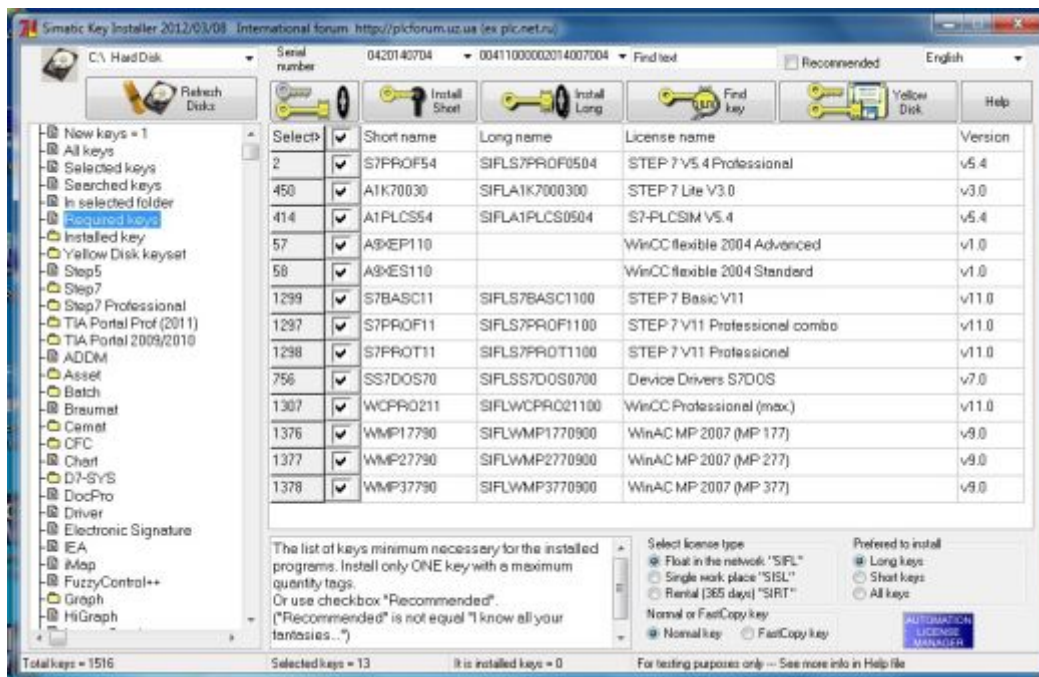 Simatic Key Installer 2012/03/08 International forum http://plcforum.uz.ua (ex plc.net.ru)
C:\ HardDisk
Serial number
0420140704
00411000002014007004
Find text
Recommended
English
Refresh Disks
Install Short
Install Long
Find key
Yellow Disk
Help
New keys = 1
All keys
Selected keys
Searched keys
In selected folder
Required keys
Installed key
Yellow Disk keyset
Step5
Step7
Step7 Professional
TIA Portal Prof (2011)
TIA Portal 2009/2010
ADDM
Asset
Batch
Braumat
Cemat
CFC
Chart
D7-SYS
DocPro
Driver
Electronic Signature
IEA
iMap
FuzzyControl++
Graph
HiGraph
Select> Short name Long name License name Version
2 S7PROF54 SIFLS7PROF0504 STEP 7 V5.4 Professional v5.4
450 A1K70030 SIFLA1K7000300 STEP 7 Lite V3.0 v3.0
414 A1PLCS54 SIFLA1PLCS0504 S7-PLCSIM V5.4 v5.4
57 A9XEP110 WinCC flexible 2004 Advanced v1.0
58 A9XES110 WinCC flexible 2004 Standard v1.0
1299 S7BASC11 SIFLS7BASC1100 STEP 7 Basic V11 v11.0
1297 S7PROF11 SIFLS7PROF1100 STEP 7 V11 Professional combo v11.0
1298 S7PROT11 SIFLS7PROT1100 STEP 7 V11 Professional v11.0
756 SS7DOS70 SIFLSS7DOS0700 Device Drivers S7DOS v7.0
1307 WCPRO211 SIFLWCPRO21100 WinCC Professional (max.) v11.0
1376 WMP17790 SIFLWMP1770900 WinAC MP 2007 (MP 177) v9.0
1377 WMP27790 SIFLWMP2770900 WinAC MP 2007 (MP 277) v9.0
1378 WMP37790 SIFLWMP3770900 WinAC MP 2007 (MP 377) v9.0
The list of keys minimum necessary for the installed
programs. Install only ONE key with a maximum
quantity tags.
Or use checkbox "Recommended".
("Recommended" is not equal "I know all your
fantasies...")
Select license type
Float in the network "SIFL"
Single work place "SISL"
Rental (365 days) "SIRT"
Prefered to install
Long keys
Short keys
All keys
Normal or FastCopy key
Normal key FastCopy key
AUTOMATION
LICENSE
MANAGER
Total keys = 1516 Selected keys = 13 It is installed keys = 0 For testing purposes only --- See more info in Help file